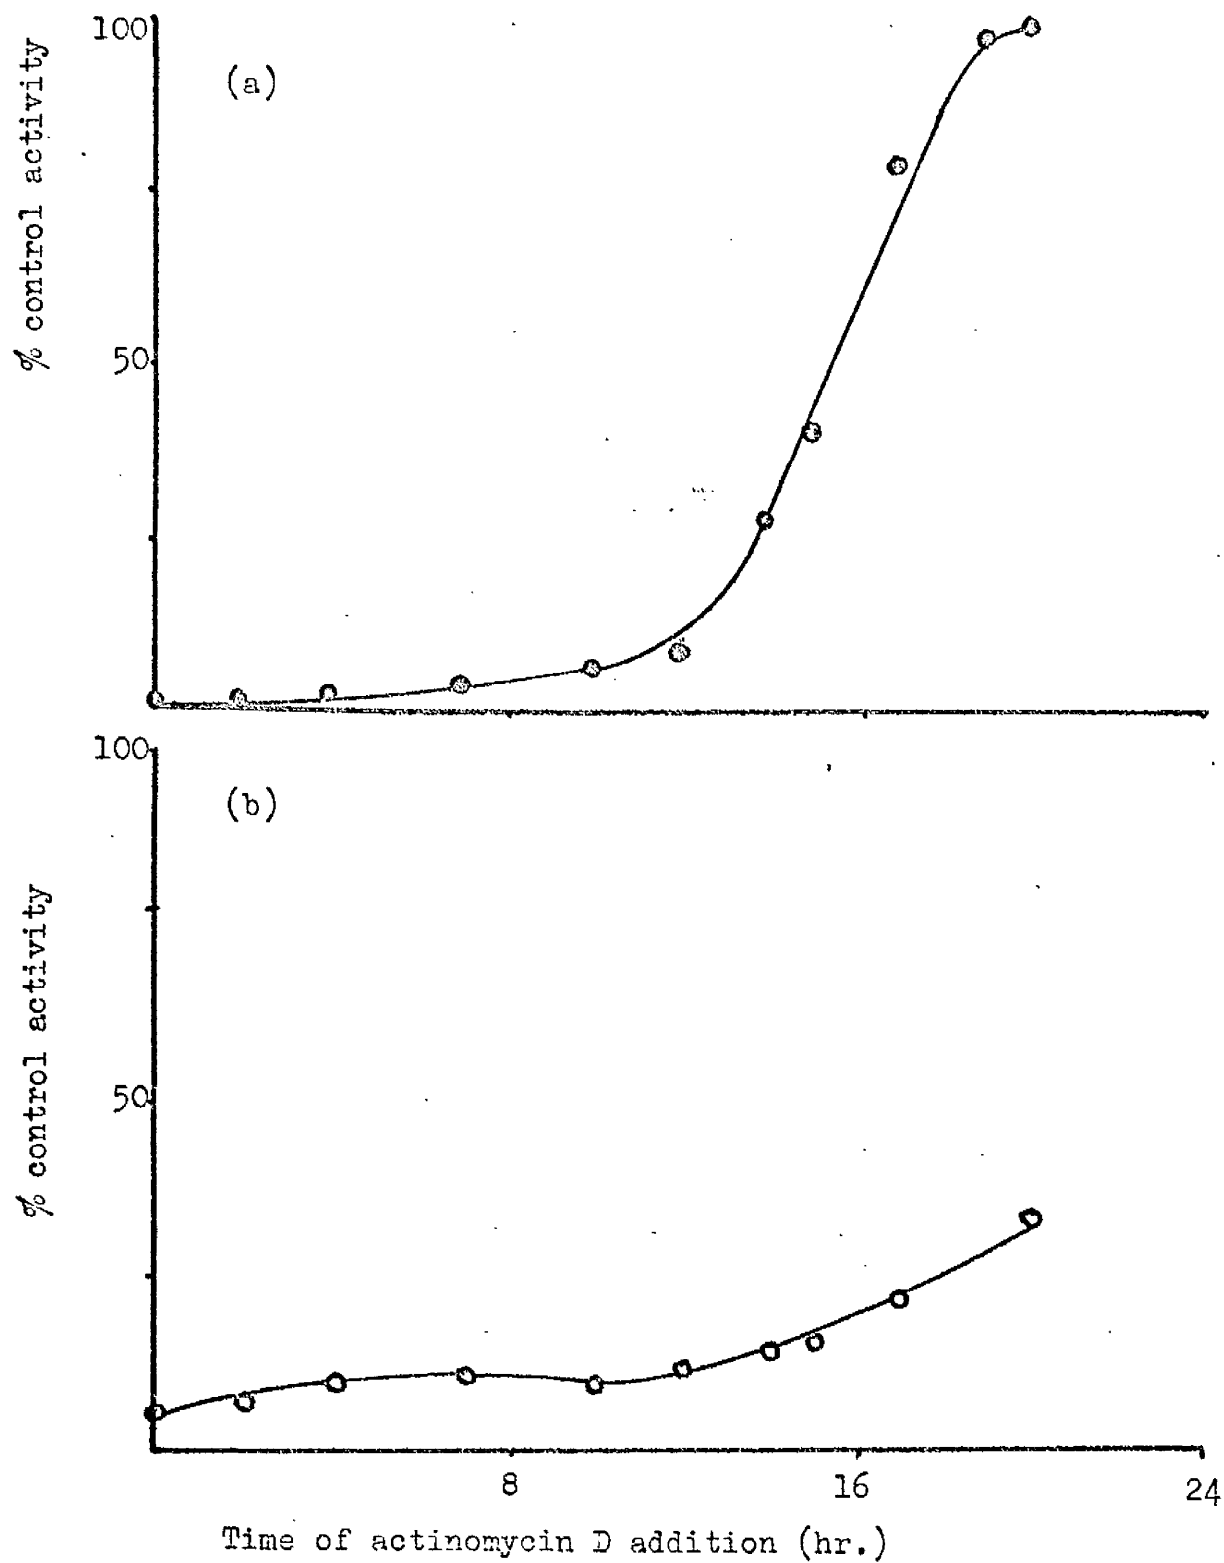 100
(a)
% control activity
50
100
(b)
% control activity
50
8
16
24
Time of actinomycin D addition (hr.)